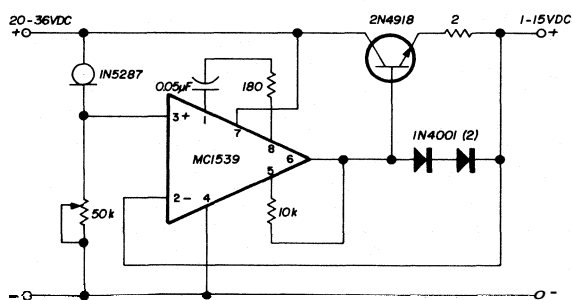 20-36VDC
2N4918
2
1-15VDC
+
+
1N5287
0.05µF
180
3+
1
7
8
MC1539
6
1N4001 (2)
5
2-
4
50k
10k
-
-